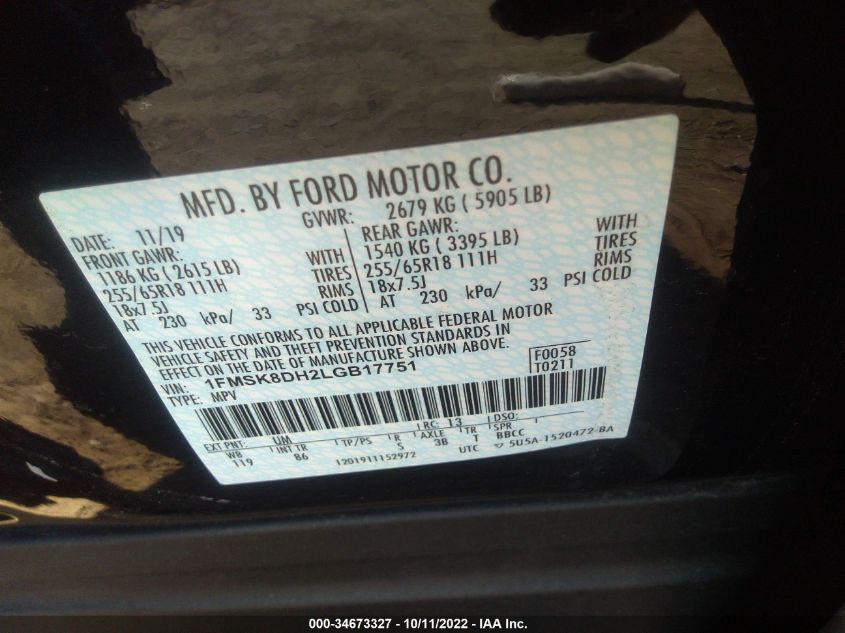 MFD. BY FORD MOTOR CO.
DATE: 11/19 GVWR: 2679 KG ( 5905 LB)
FRONT GAWR: REAR GAWR:
1186 KG ( 2615 LB) WITH 1540 KG ( 3395 LB) WITH
255/65R18 111H TIRES 255/65R18 111H TIRES
18x7.5J RIMS 18x7.5J RIMS
AT 230 kPa/ 33 PSI COLD AT 230 kPa/ 33 PSI COLD
THIS VEHICLE CONFORMS TO ALL APPLICABLE FEDERAL MOTOR
VEHICLE SAFETY AND THEFT PREVENTION STANDARDS IN
EFFECT ON THE DATE OF MANUFACTURE SHOWN ABOVE.
VIN: 1FMSK8DH2LGB17751 F0058
TYPE: MPV T0211
EXT PNT: UM RC: 13 DSO:
WB INT TR TP/PS R AXLE TR SPR
119 86 S 3B T BBCC
1201911152972 UTC ▽ 5U5A-1520472-BA
000-34673327 - 10/11/2022 - IAA Inc.